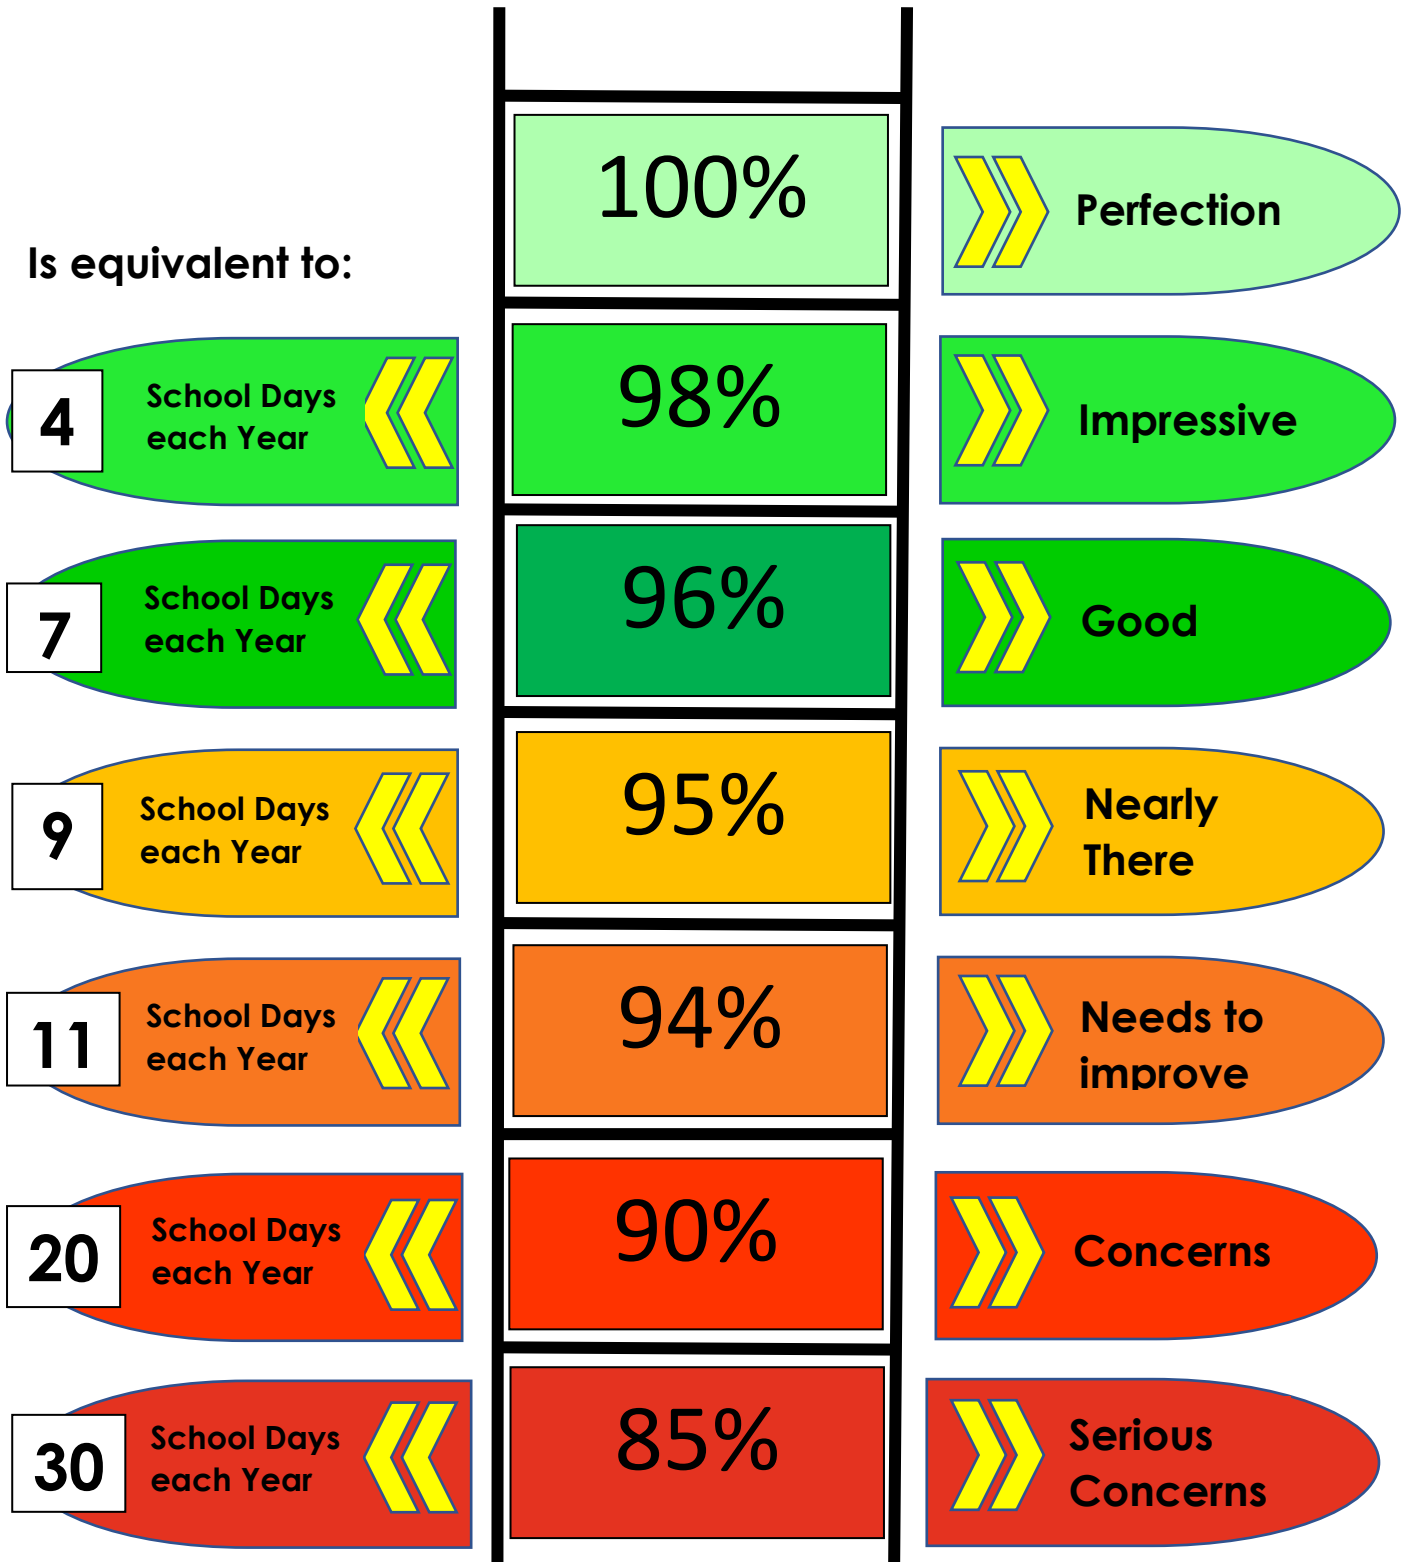 100%
Perfection
Is equivalent to:
4
School Days
each Year
98%
Impressive
7
School Days
each Year
96%
Good
9
School Days
each Year
95%
Nearly
There
11
School Days
each Year
94%
Needs to
improve
20
School Days
each Year
90%
Concerns
30
School Days
each Year
85%
Serious
Concerns